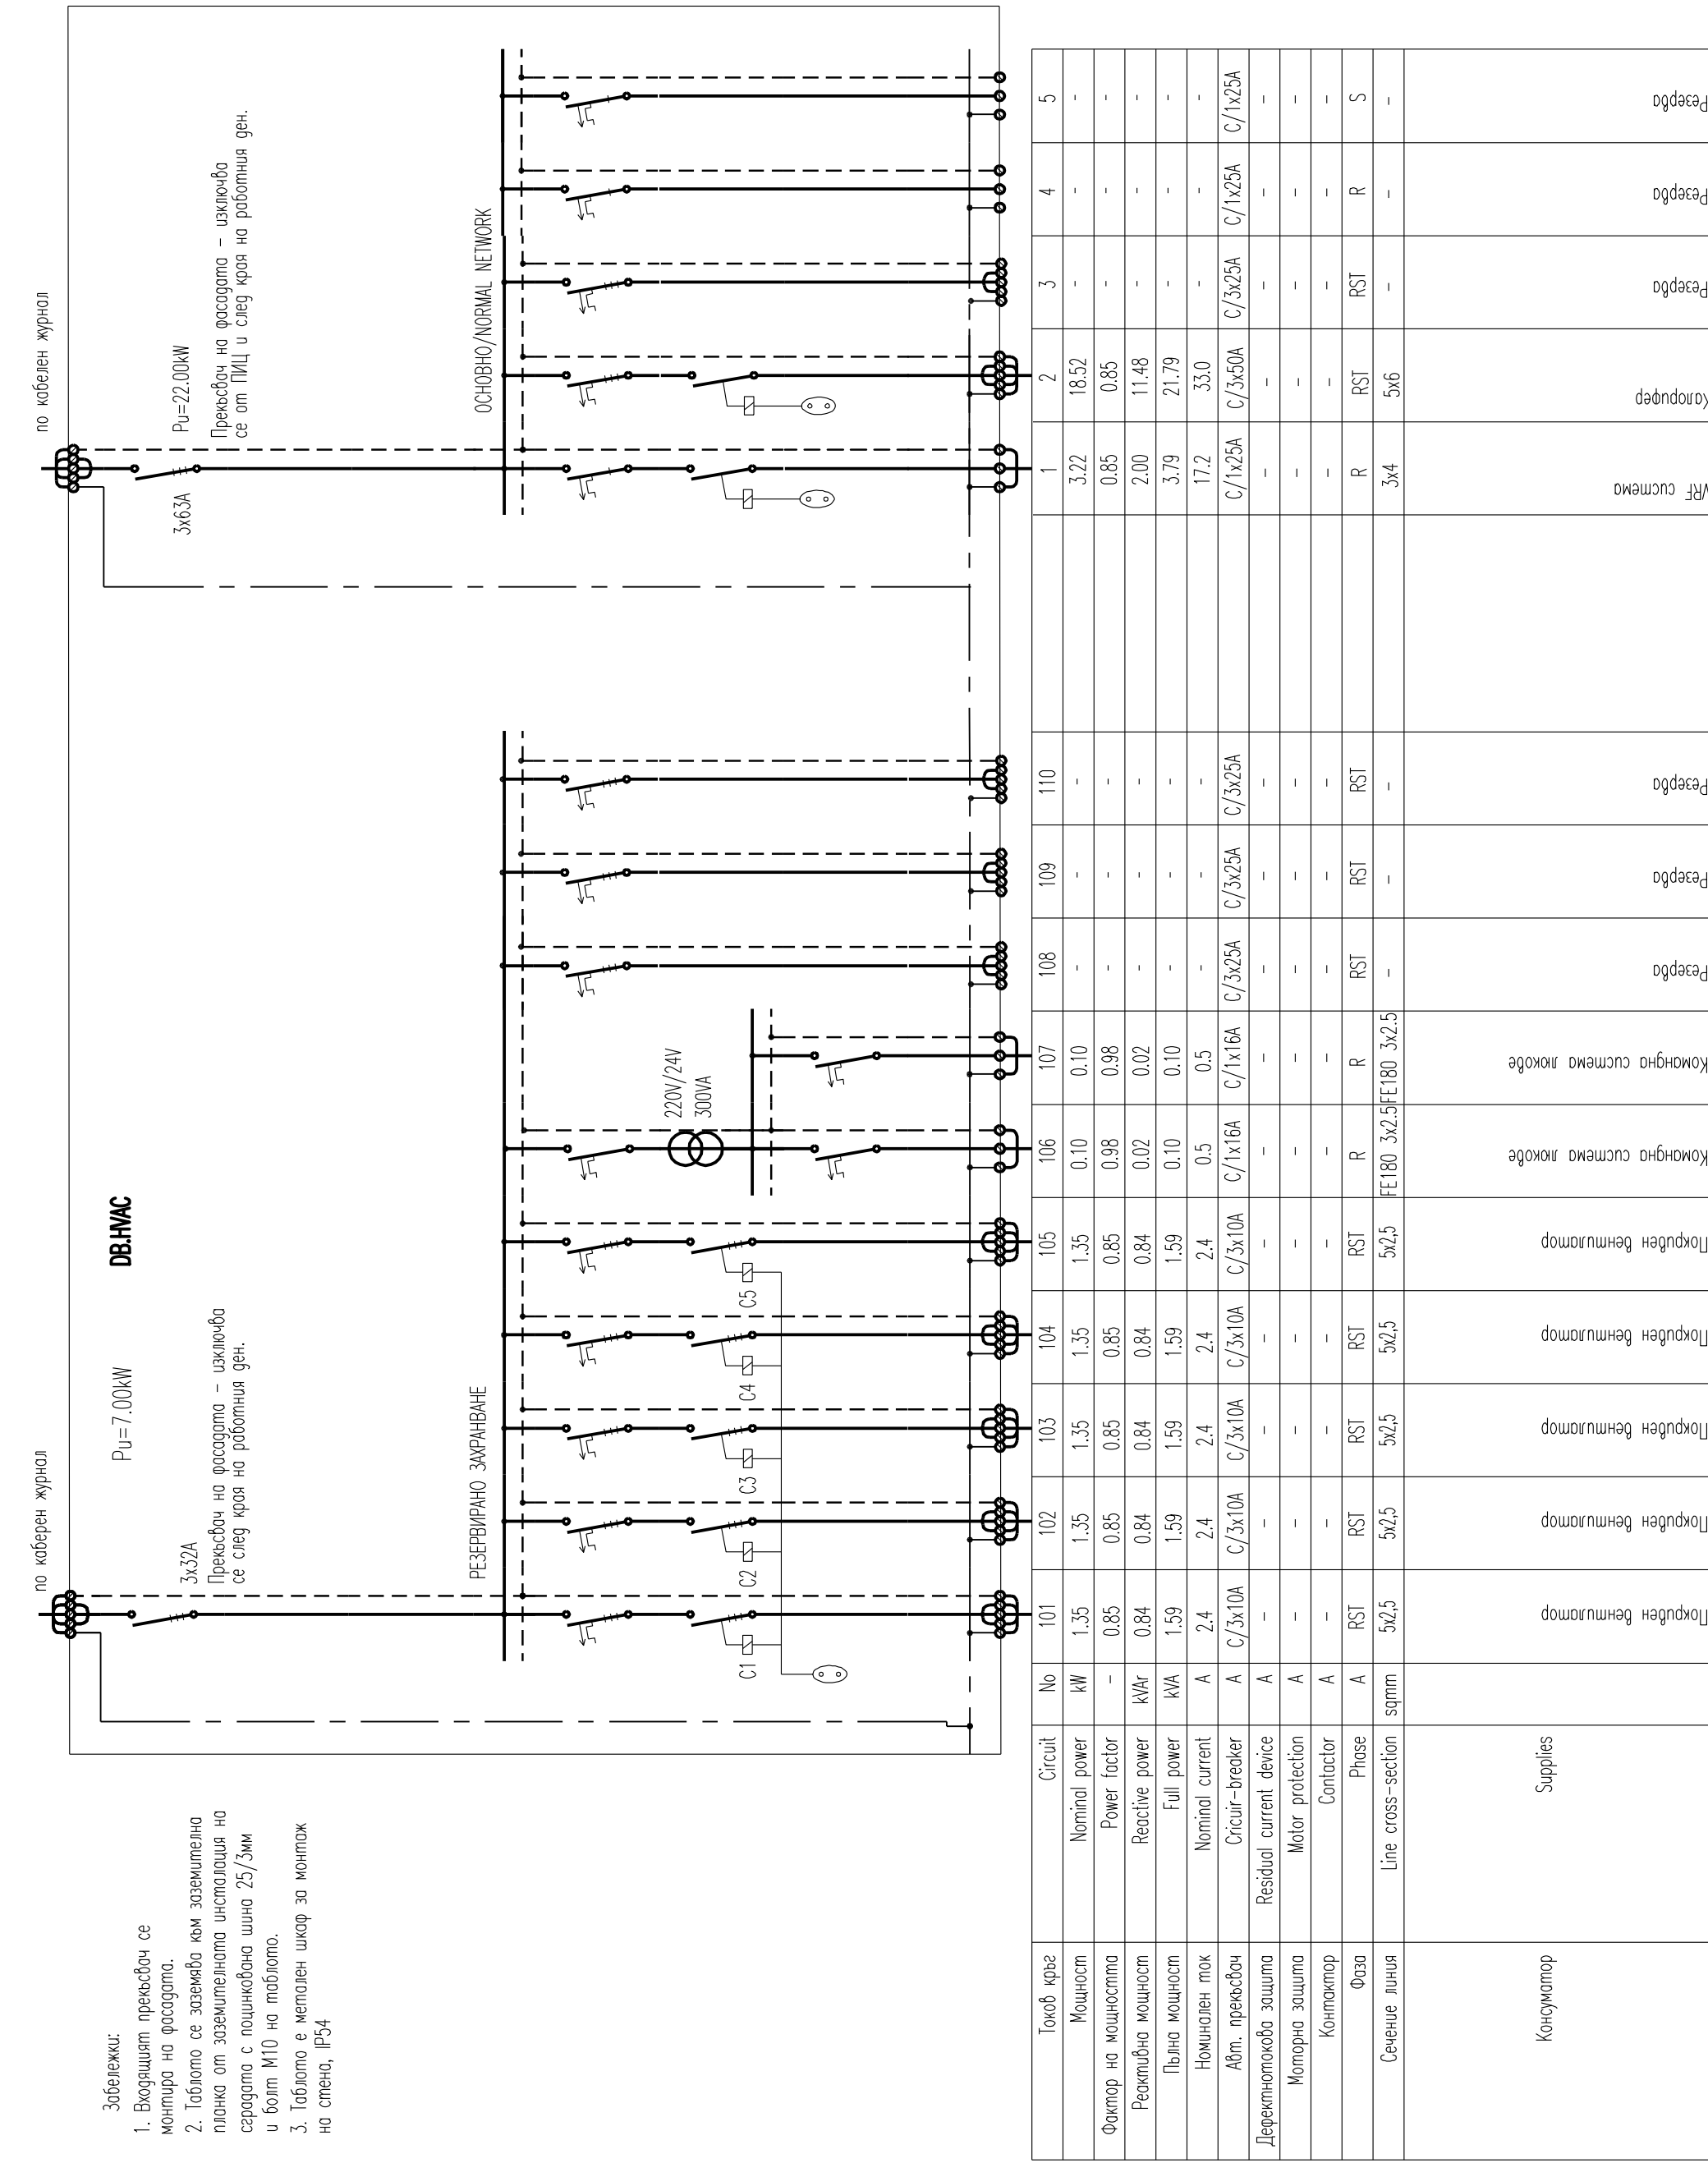 по каберен журнал
3x32A
Прекъсвач на фасадата - изключва
се след края на работния ден.
Pu=7.00kW
DB.HVAC
по кабелен журнал
3x63A
Pu=22.00kW
Прекъсвач на фасадата - изключва
се от ПИЦ и след края на работния ден.
РЕЗЕРВИРАНО ЗАХРАНВАНЕ
ОСНОВНО/NORMAL NETWORK
220V/24V
300VA
C1 C2 C3 C4 C5
Забележки:
1. Входящият прекъсвач се
монтира на фасадата.
2. Таблото се заземява към заземителна
планка от заземителната инсталация на
сградата с поцинкована шина 25/3мм
и болт М10 на таблото.
3. Таблото е метален шкаф за монтаж
на стена, IP54
Токов кръг Circuit No 101 102 103 104 105 106 107 108 109 110 1 2 3 4 5
Мощност Nominal power kW 1.35 1.35 1.35 1.35 1.35 0.10 0.10 - - - 3.22 18.52 - - -
Фактор на мощността Power factor - 0.85 0.85 0.85 0.85 0.85 0.98 0.98 - - - 0.85 0.85 - - -
Реактивна мощност Reactive power kVAr 0.84 0.84 0.84 0.84 0.84 0.02 0.02 - - - 2.00 11.48 - - -
Пълна мощност Full power kVA 1.59 1.59 1.59 1.59 1.59 0.10 0.10 - - - 3.79 21.79 - - -
Номинален ток Nominal current A 2.4 2.4 2.4 2.4 2.4 0.5 0.5 - - - 17.2 33.0 - - -
Авт. прекъсвач Cricuir-breaker A C/3x10A C/3x10A C/3x10A C/3x10A C/3x10A C/1x16A C/1x16A C/3x25A C/3x25A C/3x25A C/1x25A C/3x50A C/3x25A C/1x25A C/1x25A
Дефектнотокова защита Residual current device A - - - - - - - - - - - - - - -
Моторна защита Motor protection A - - - - - - - - - - - - - - -
Контактор Contactor A - - - - - - - - - - - - - - -
Фаза Phase A RST RST RST RST RST R R RST RST RST R RST RST R S
Сечение линия Line cross-section sqmm 5x2,5 5x2,5 5x2,5 5x2,5 5x2,5 FE180 3x2.5 FE180 3x2.5 - - - 3x4 5x6 - - -
Консуматор Supplies
Покривен вентилатор
Покривен вентилатор
Покривен вентилатор
Покривен вентилатор
Покривен вентилатор
Командна система люкове
Командна система люкове
Резерва
Резерва
Резерва
VRF система
Калорифер
Резерва
Резерва
Резерва